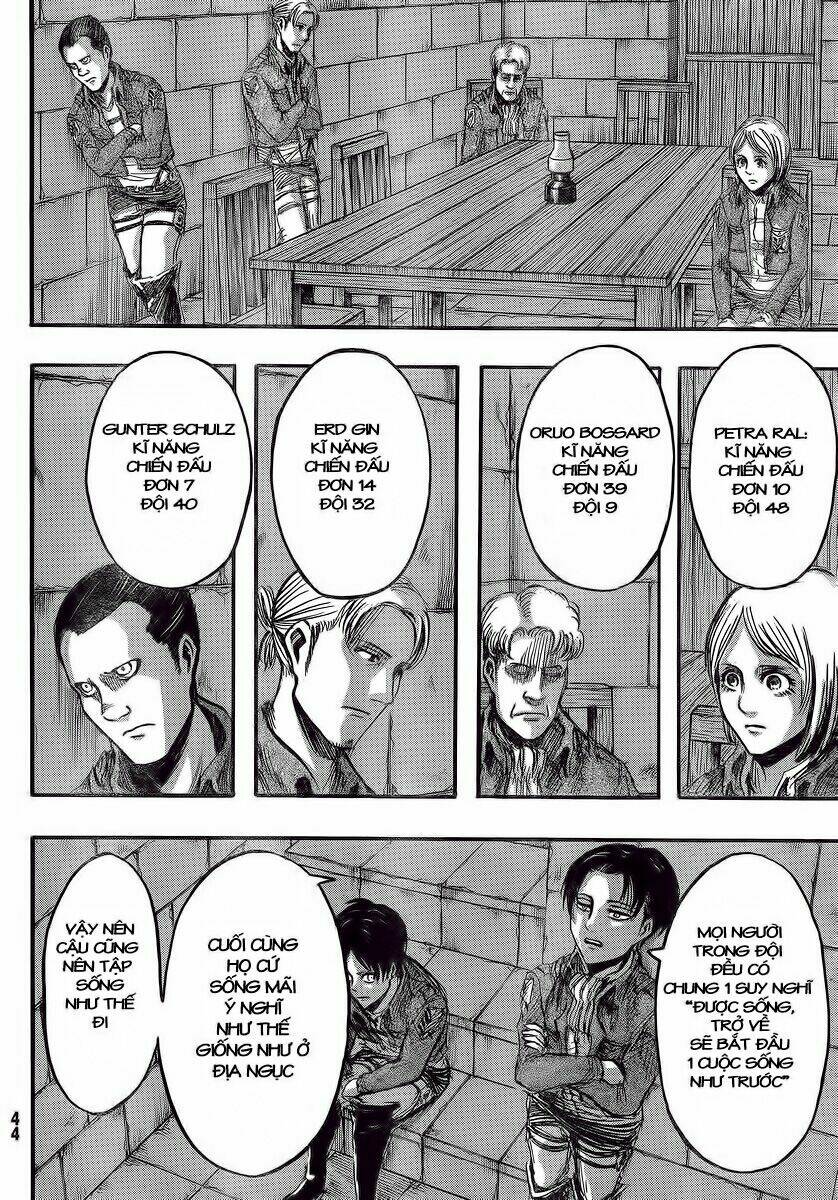 PETRA RAL:
KĨ NĂNG
CHIẾN ĐẤU
ĐƠN 10
ĐỘI 48
ORUO BOSSARD
KĨ NĂNG
CHIẾN ĐẤU
ĐƠN 39
ĐỘI 9
ERD GIN
KĨ NĂNG
CHIẾN ĐẤU
ĐƠN 14
ĐỘI 32
GUNTER SCHULZ
KĨ NĂNG
CHIẾN ĐẤU
ĐƠN 7
ĐỘI 40
MỌI NGƯỜI
TRONG ĐỘI
ĐỀU CÓ
CHUNG 1 SUY NGHĨ
"ĐƯỢC SỐNG,
TRỞ VỀ
SẼ BẮT ĐẦU
1 CUỘC SỐNG
NHƯ TRƯỚC"
CUỐI CÙNG
HỌ CỨ
SỐNG MÃI
Ý NGHĨ
NHƯ THẾ
GIỐNG NHƯ Ở
ĐỊA NGỤC
VẬY NÊN
CẬU CŨNG
NÊN TẬP
SỐNG
NHƯ THẾ
ĐI
44